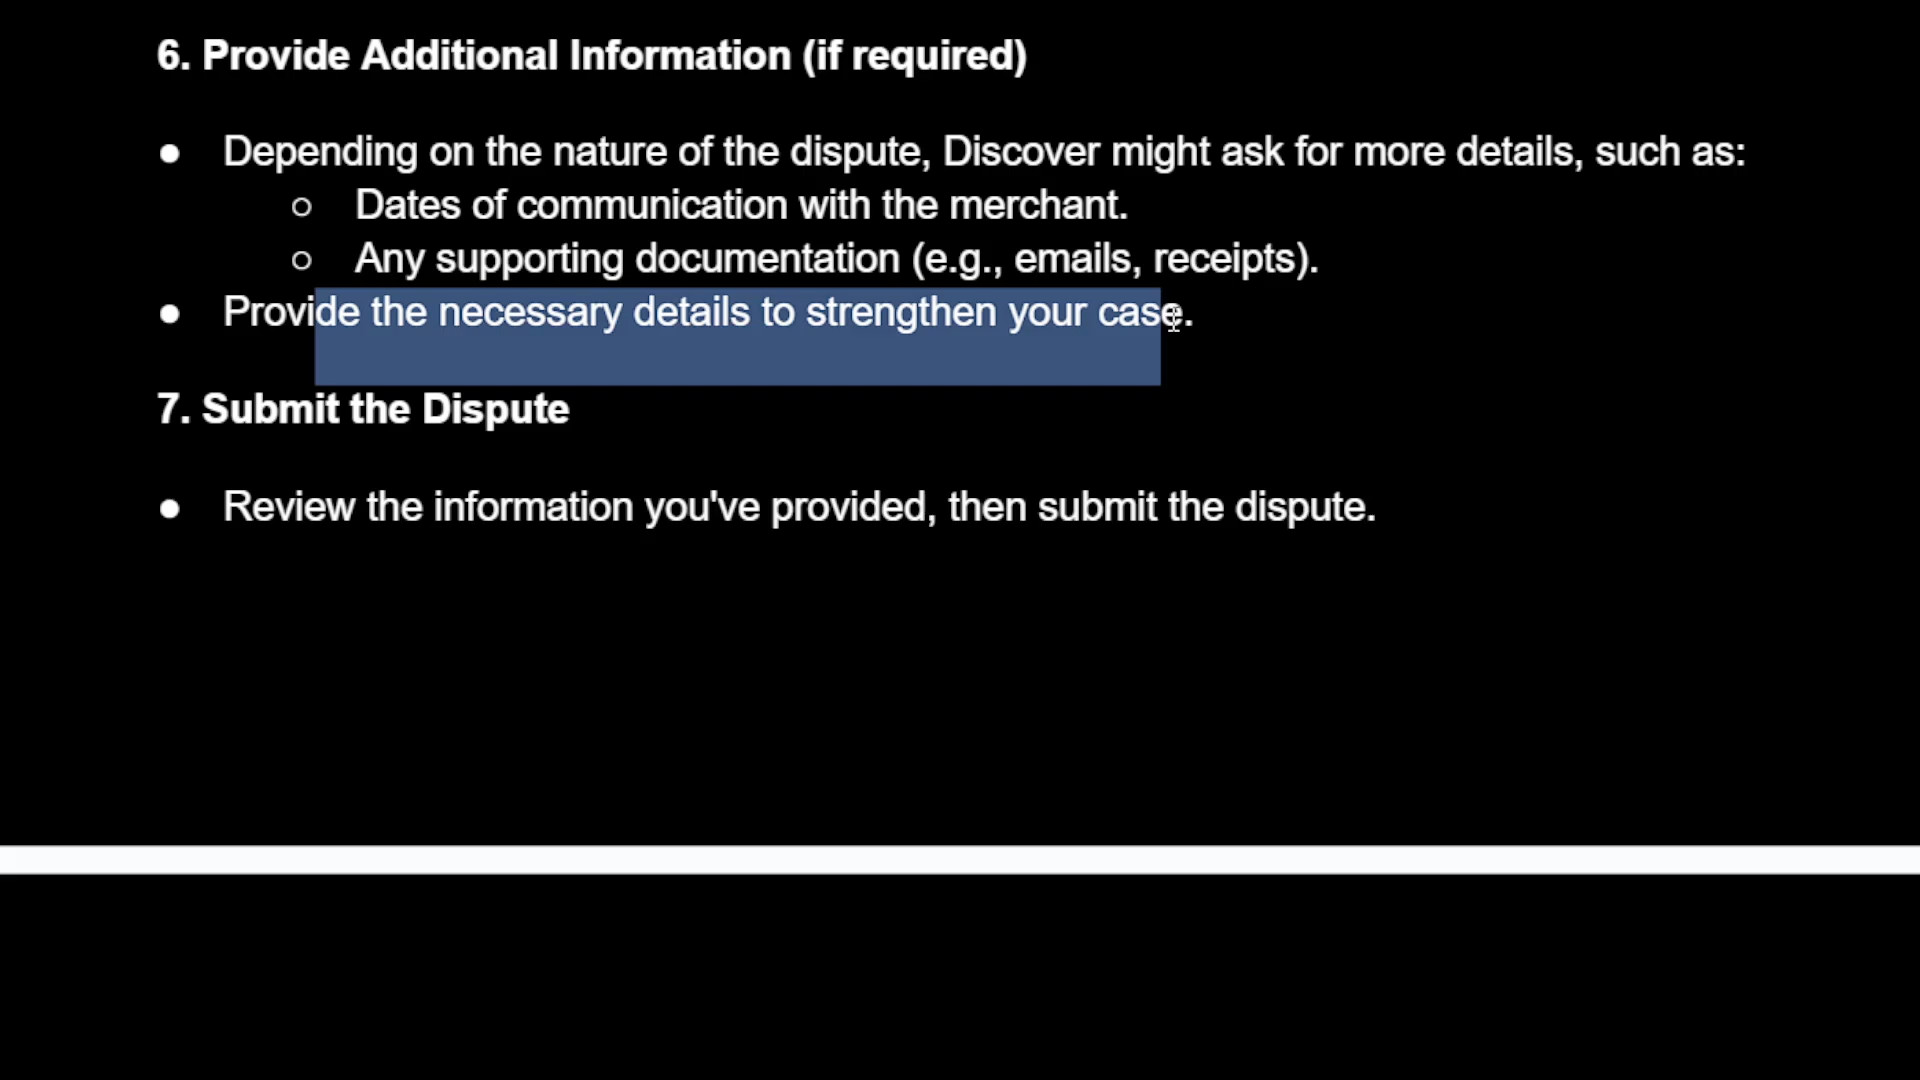 6. Provide Additional Information (if required)
● Depending on the nature of the dispute, Discover might ask for more details, such as:
○ Dates of communication with the merchant.
○ Any supporting documentation (e.g., emails, receipts).
● Provide the necessary details to strengthen your case.
7. Submit the Dispute
● Review the information you've provided, then submit the dispute.